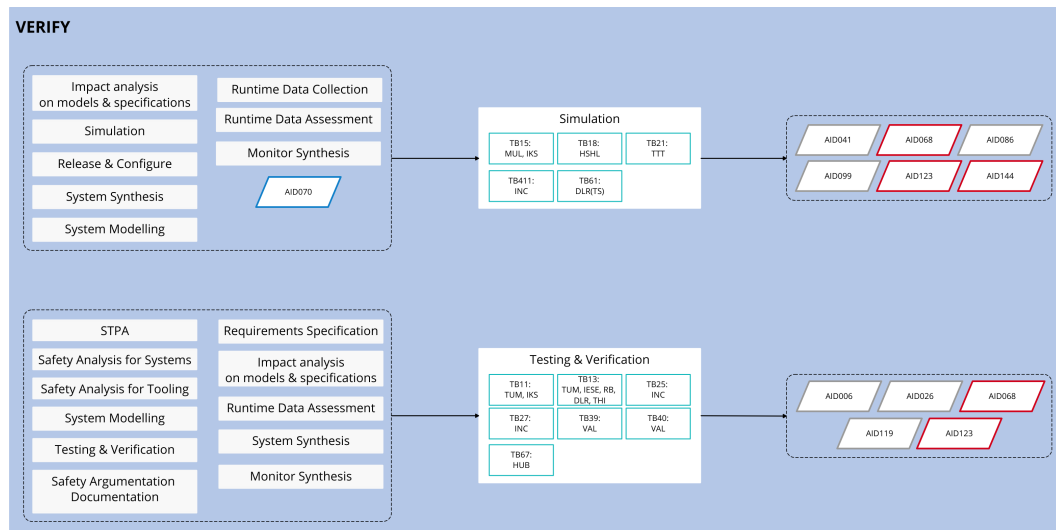 VERIFY
Impact analysis
on models & specifications
Simulation
Release & Configure
System Synthesis
System Modelling
Runtime Data Collection
Runtime Data Assessment
Monitor Synthesis
AID070
Simulation
TB15:
MUL, IKS
TB18:
HSHL
TB21:
TTT
TB411:
INC
TB61:
DLR(TS)
AID041
AID068
AID086
AID099
AID123
AID144
STPA
Safety Analysis for Systems
Safety Analysis for Tooling
System Modelling
Testing & Verification
Safety Argumentation
Documentation
Requirements Specification
Impact analysis
on models & specifications
Runtime Data Assessment
System Synthesis
Monitor Synthesis
Testing & Verification
TB11:
TUM, IKS
TB13:
TUM, IESE, RB,
DLR, THI
TB25:
INC
TB27:
INC
TB39:
VAL
TB40:
VAL
TB67:
HUB
AID006
AID026
AID068
AID119
AID123